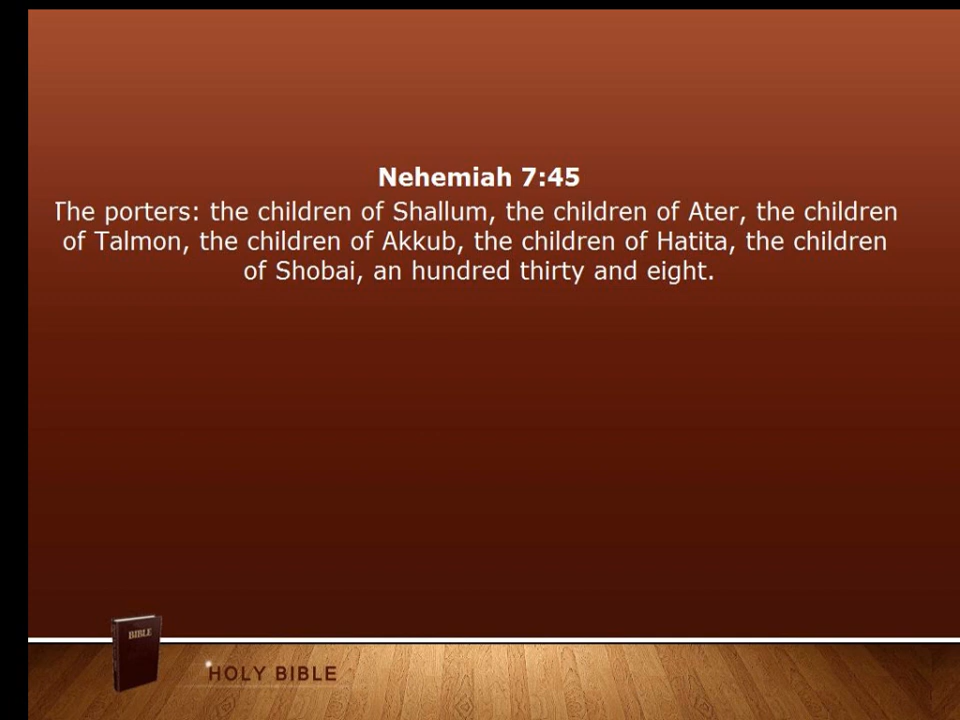 Nehemiah 7:45
The porters: the children of Shallum, the children of Ater, the children
of Talmon, the children of Akkub, the children of Hatita, the children
of Shobai, an hundred thirty and eight.
BIBLE
HOLY BIBLE